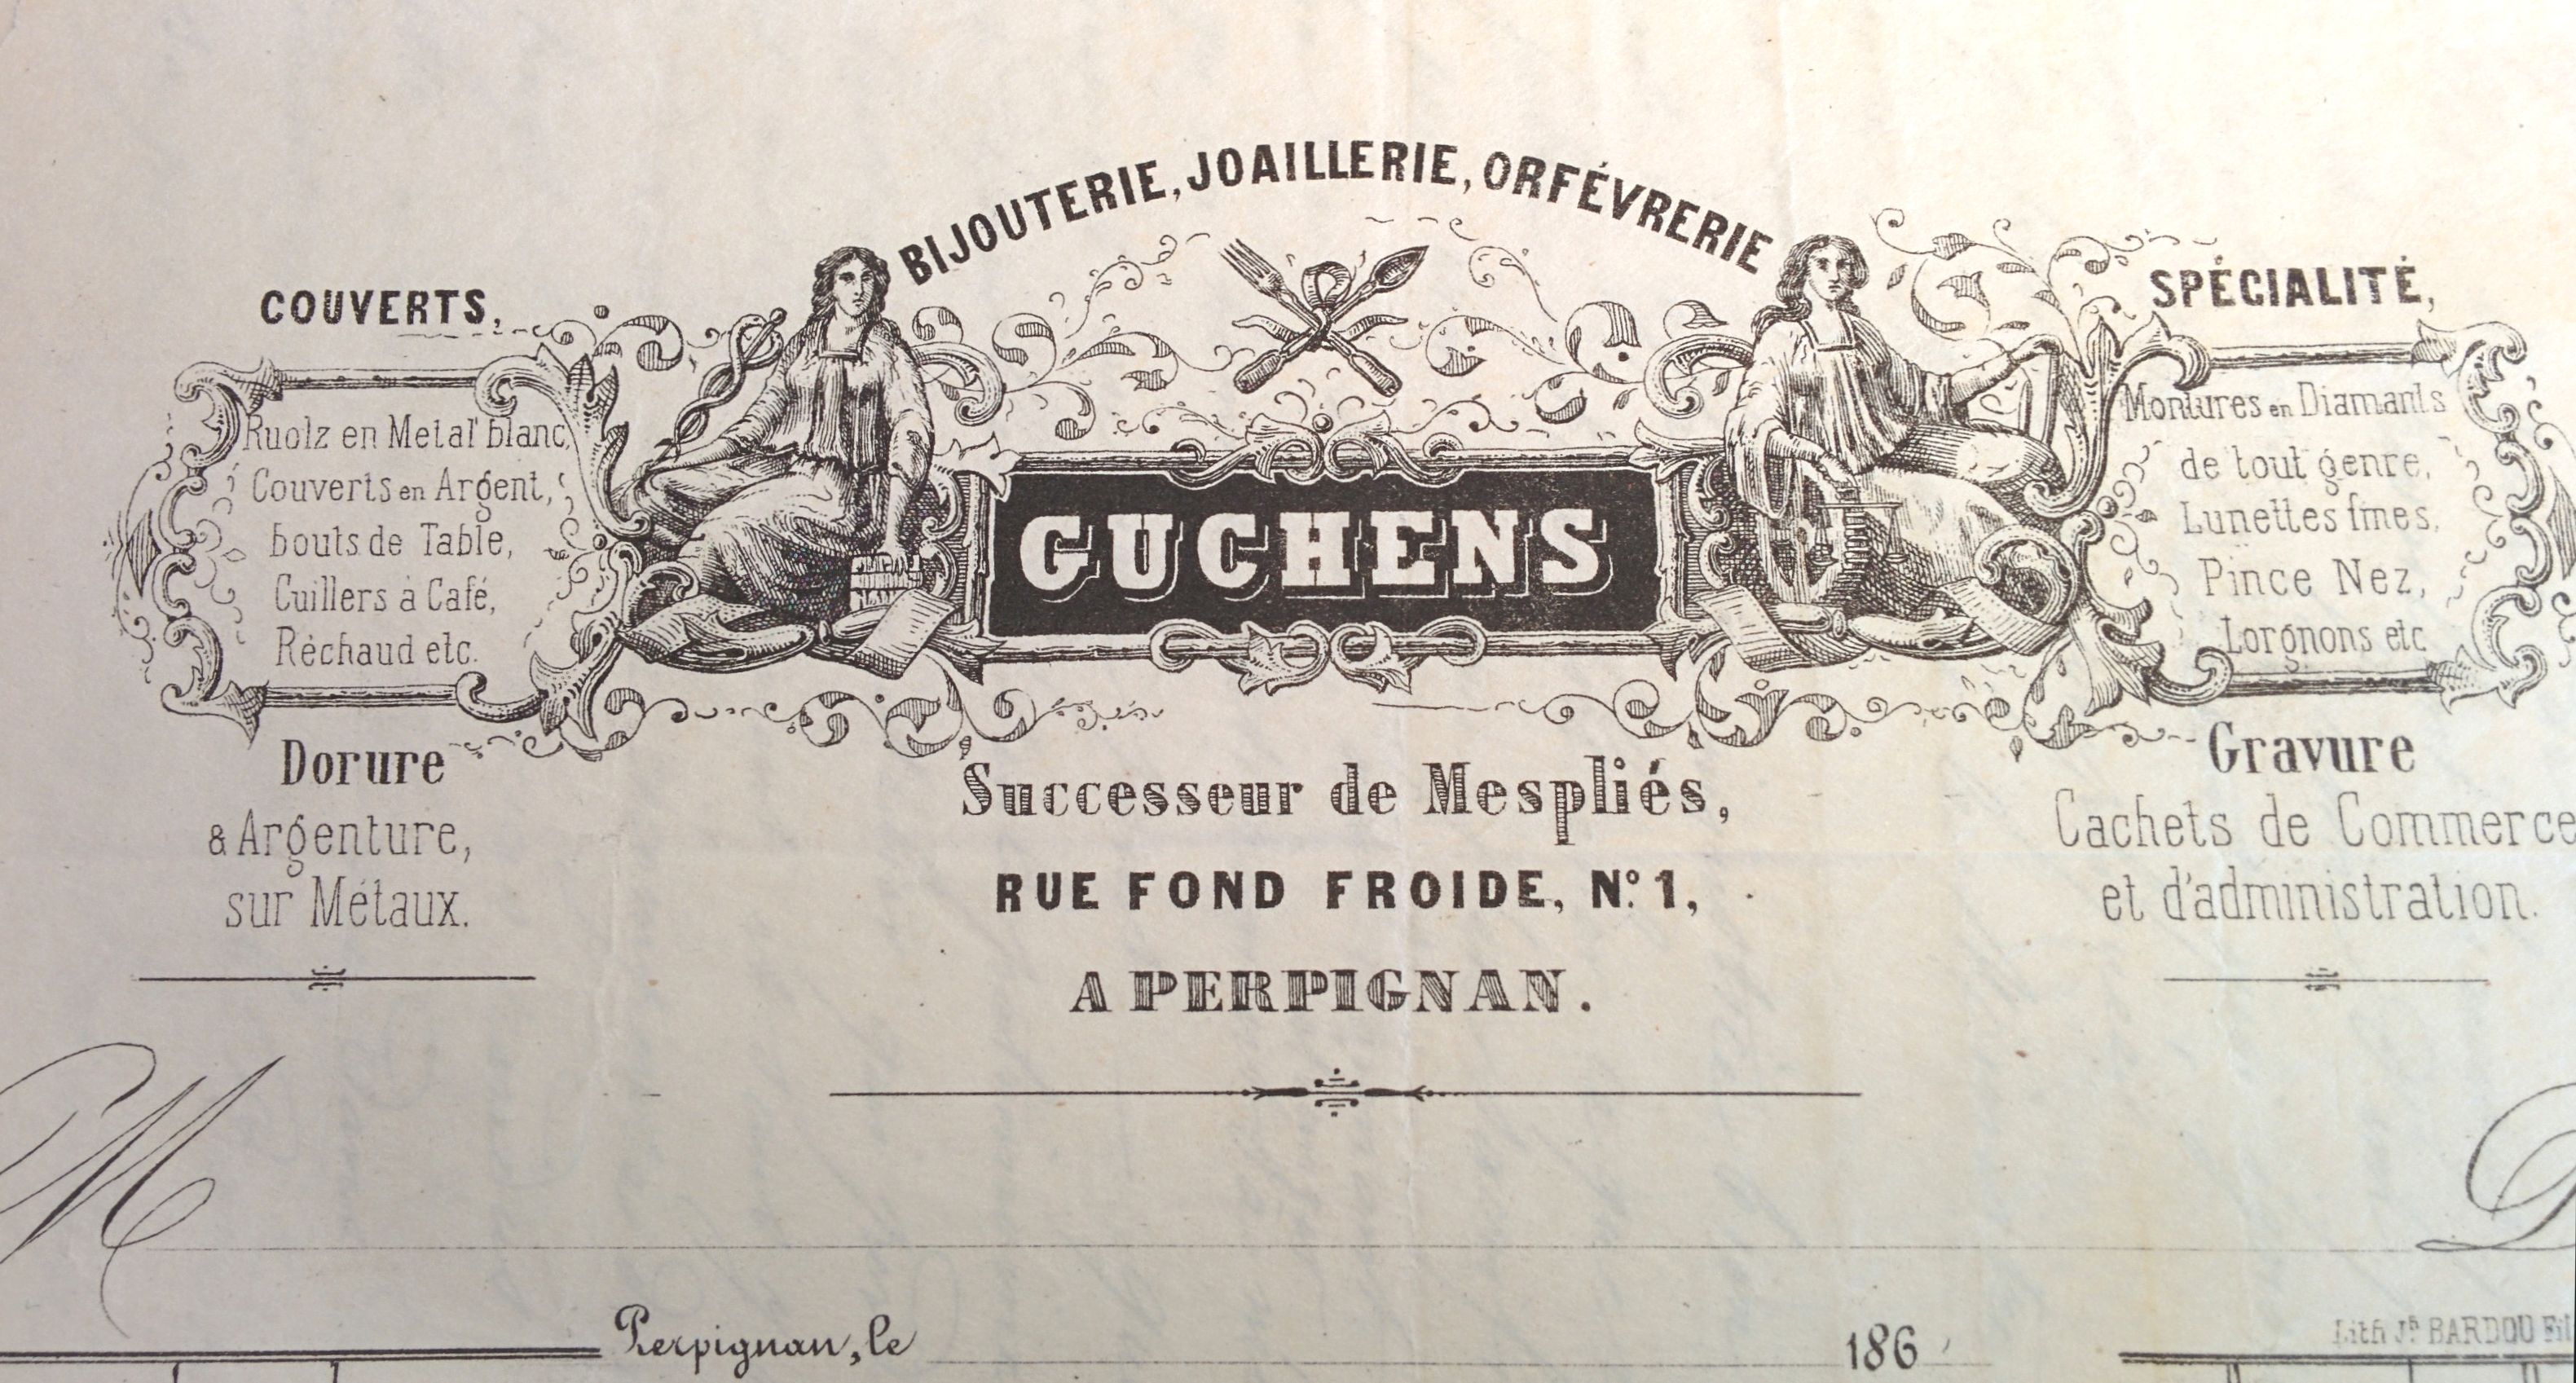 BIJOUTERIE, JOAILLERIE, ORFÉVRERIE
COUVERTS,
Ruolz en Metal blanc,
Couverts en Argent,
bouts de Table,
Cuillers à Café,
Réchaud etc.
Dorure
& Argenture,
sur Métaux.
GUCHENS
Successeur de Mespliés,
RUE FOND FROIDE, Nº 1,
A PERPIGNAN.
SPÉCIALITÉ,
Montures en Diamants
de tout genre,
Lunettes fines,
Pince Nez,
Lorgnons etc
Gravure
Cachets de Commerce
et d'administration.
M
D
Perpignan, le 186
Lith Jh BARDOU Fil